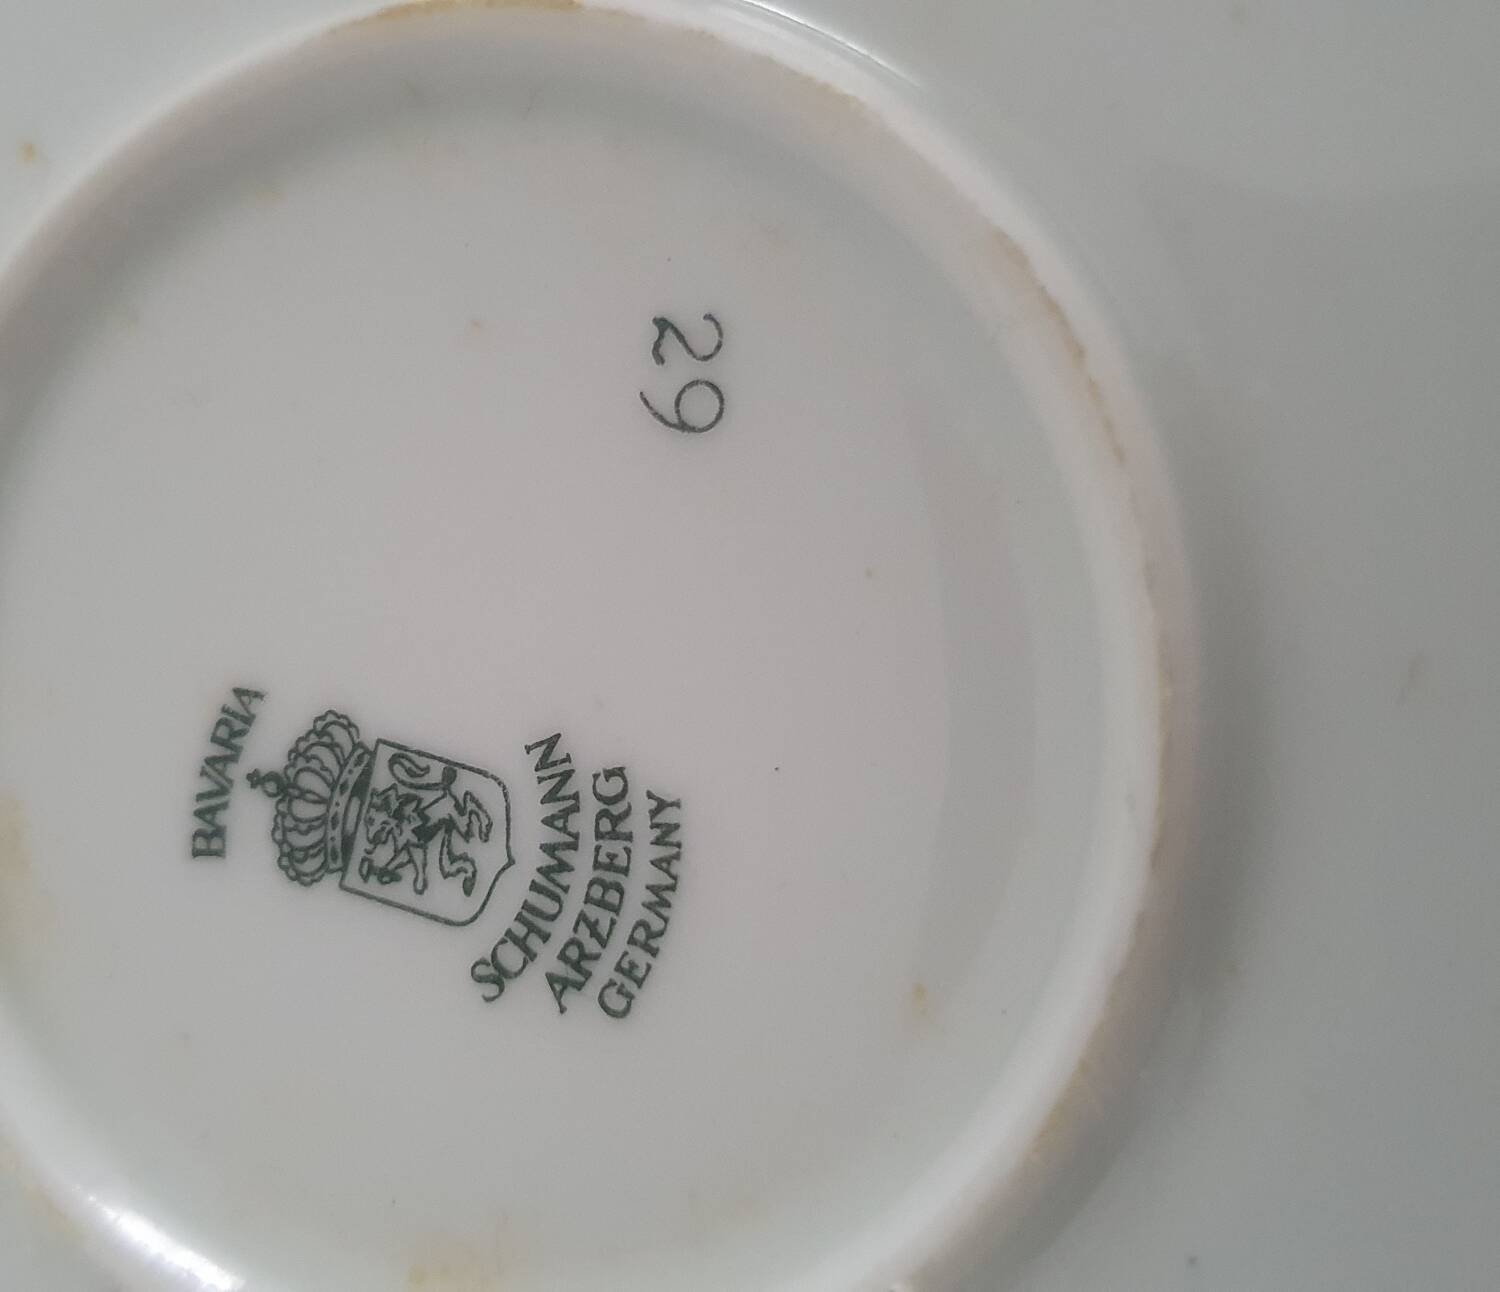 29
BAVARIA
SCHUMANN
ARZBERG
GERMANY